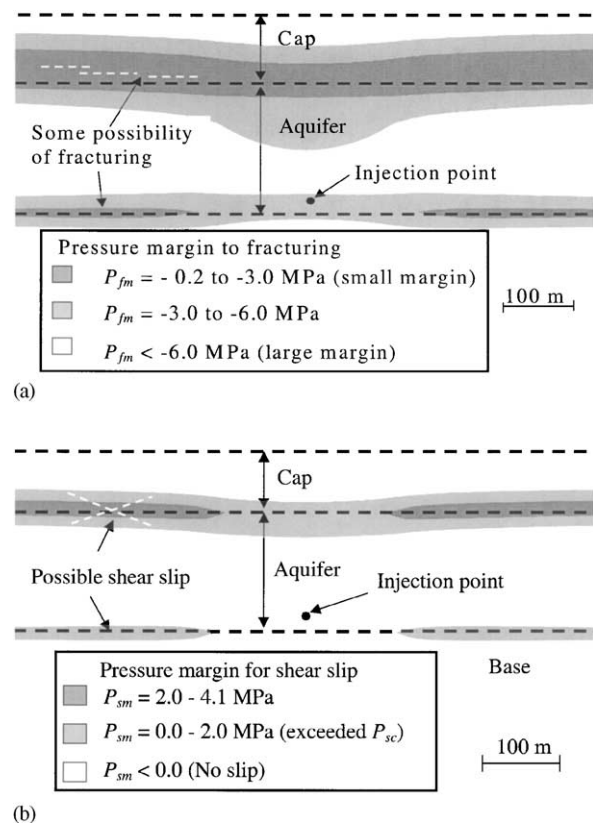 Cap
Some possibility
of fracturing
Aquifer
Injection point
Pressure margin to fracturing
P_fm = - 0.2 to -3.0 MPa (small margin)
P_fm = -3.0 to -6.0 MPa
P_fm < -6.0 MPa (large margin)
100 m
(a)
Cap
Possible shear slip
Aquifer
Injection point
Pressure margin for shear slip
P_sm = 2.0 - 4.1 MPa
P_sm = 0.0 - 2.0 MPa (exceeded P_sc)
P_sm < 0.0 (No slip)
Base
100 m
(b)